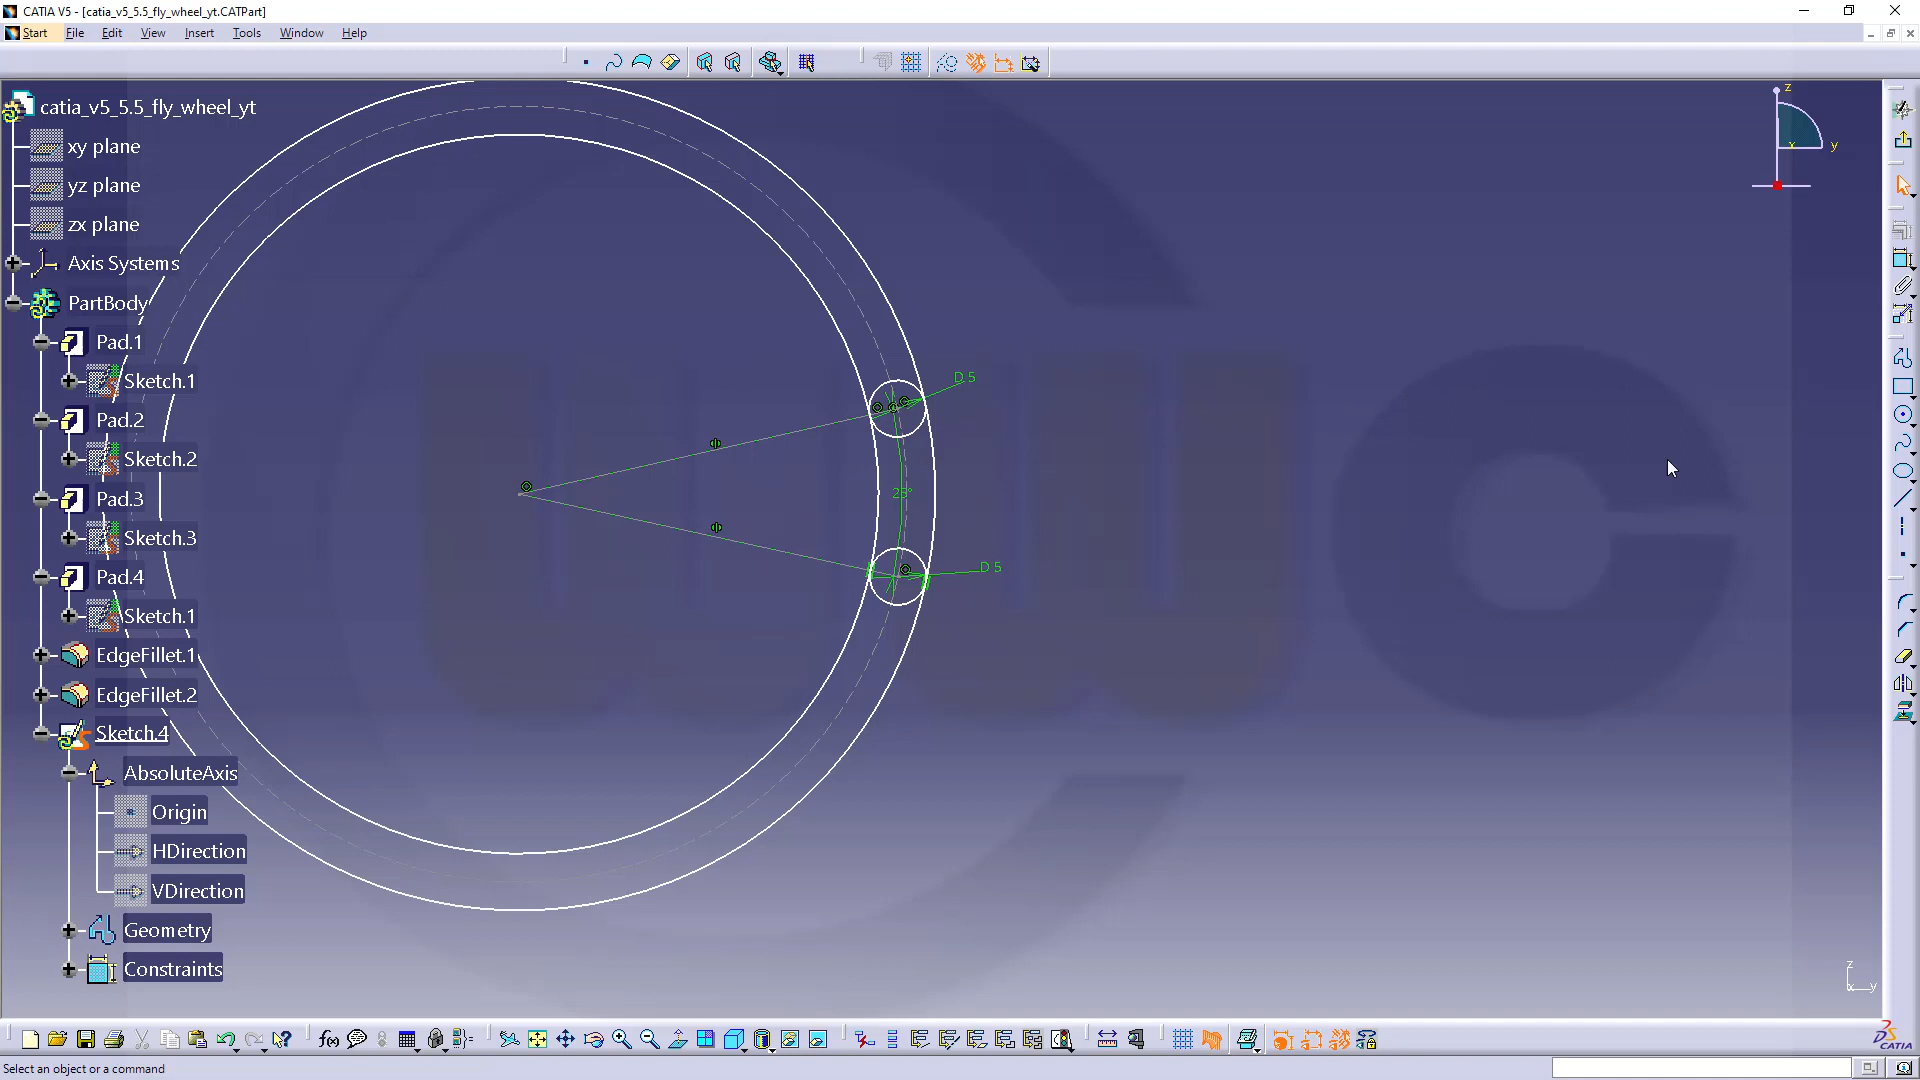 CATIA V5 - [catia_v5_5.5_fly_wheel_yt.CATPart]
Start File Edit View Insert Tools Window Help
catia_v5_5.5_fly_wheel_yt
xy plane
yz plane
zx plane
Axis Systems
PartBody
Pad.1
Sketch.1
Pad.2
Sketch.2
Pad.3
Sketch.3
Pad.4
Sketch.1
EdgeFillet.1
EdgeFillet.2
Sketch.4
AbsoluteAxis
Origin
HDirection
VDirection
Geometry
Constraints
D 5
D 5
z
x
y
z
x
y
f(x)
CATIA
Select an object or a command